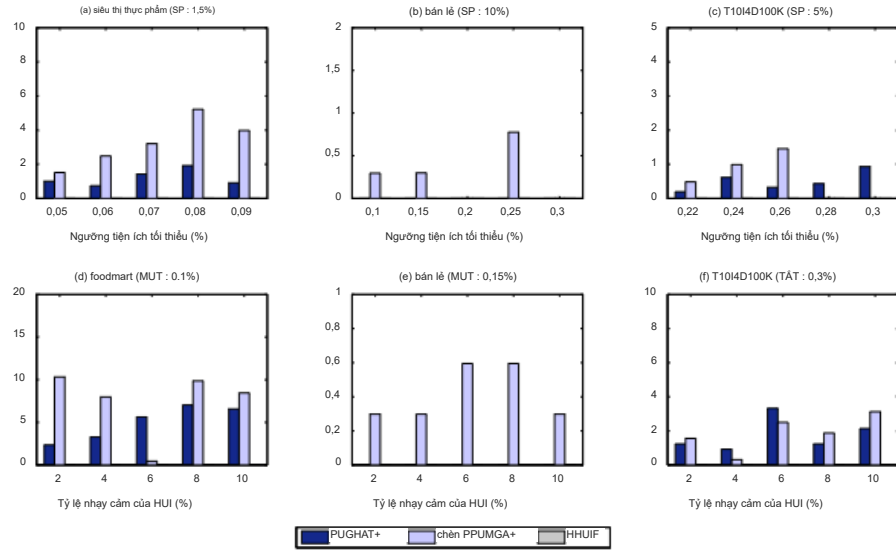 (a) siêu thị thực phẩm (SP : 1,5%)
10
8
6
4
2
0
0,05 0,06 0,07 0,08 0,09
Ngưỡng tiện ích tối thiểu (%)
(b) bán lẻ (SP : 10%)
2
1,5
1
0,5
0
0,1 0,15 0,2 0,25 0,3
Ngưỡng tiện ích tối thiểu (%)
(c) T10I4D100K (SP : 5%)
5
4
3
2
1
0
0,22 0,24 0,26 0,28 0,3
Ngưỡng tiện ích tối thiểu (%)
(d) foodmart (MUT : 0.1%)
20
15
10
5
0
2 4 6 8 10
Tỷ lệ nhạy cảm của HUI (%)
(e) bán lẻ (MUT : 0,15%)
1
0,8
0,6
0,4
0,2
0
2 4 6 8 10
Tỷ lệ nhạy cảm của HUI (%)
(f) T10I4D100K (TẤT : 0,3%)
10
8
6
4
2
0
2 4 6 8 10
Tỷ lệ nhạy cảm của HUI (%)
PUGHAT+ chèn PPUMGA+ HHUIF